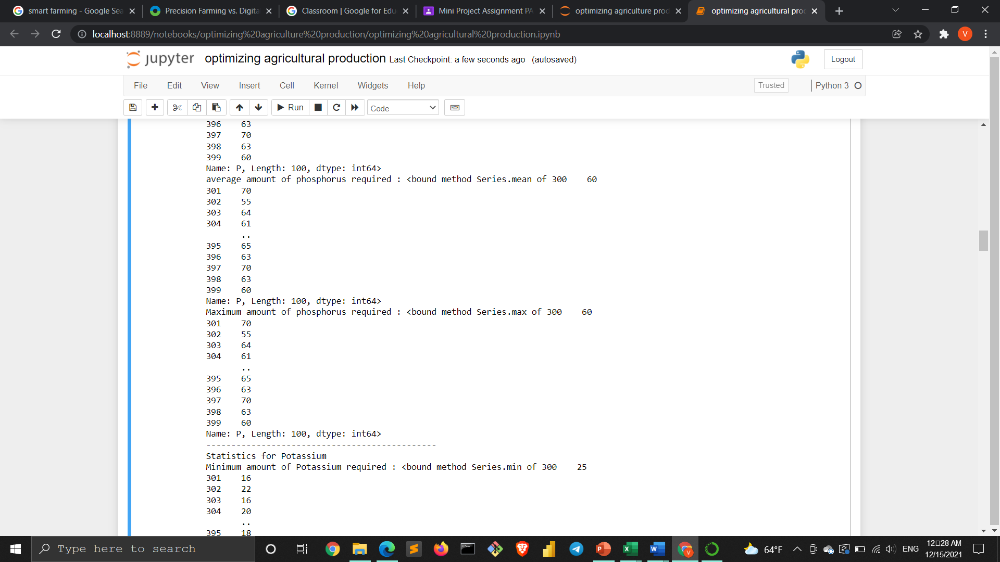 smart farming - Google Sea
Precision Farming vs. Digita
Classroom | Google for Edu
Mini Project Assignment PA
optimizing agriculture prod
optimizing agricultural pro
localhost:8889/notebooks/optimizing%20agriculture%20production/optimizing%20agricultural%20production.ipynb
V
jupyter optimizing agricultural production Last Checkpoint: a few seconds ago (autosaved)
Logout
File Edit View Insert Cell Kernel Widgets Help
Trusted
Python 3
Run
Code
396 63
397 70
398 63
399 60
Name: P, Length: 100, dtype: int64>
average amount of phosphorus required : <bound method Series.mean of 300 60
301 70
302 55
303 64
304 61
..
395 65
396 63
397 70
398 63
399 60
Name: P, Length: 100, dtype: int64>
Maximum amount of phosphorus required : <bound method Series.max of 300 60
301 70
302 55
303 64
304 61
..
395 65
396 63
397 70
398 63
399 60
Name: P, Length: 100, dtype: int64>
----------------------------------------------
Statistics for Potassium
Minimum amount of Potassium required : <bound method Series.min of 300 25
301 16
302 22
303 16
304 20
..
395 18
Type here to search
64°F
ENG
12▯28 AM
12/15/2021